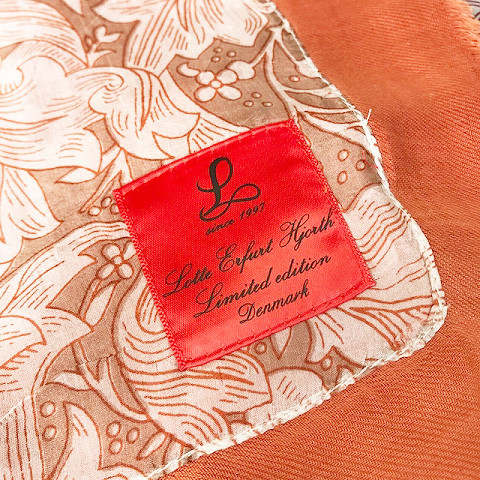 L
since 1997
Lotte Erfurt Hjorth
Limited edition
Denmark